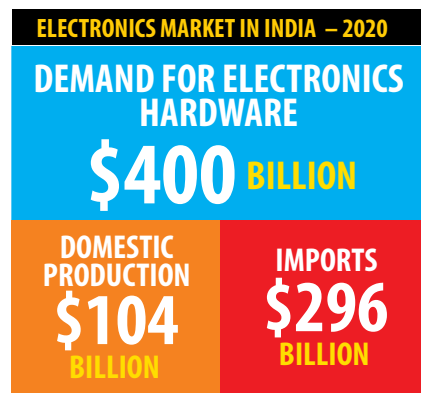 ELECTRONICS MARKET IN INDIA – 2020
DEMAND FOR ELECTRONICS
HARDWARE
$400 BILLION
DOMESTIC
PRODUCTION
$104
BILLION
IMPORTS
$296
BILLION